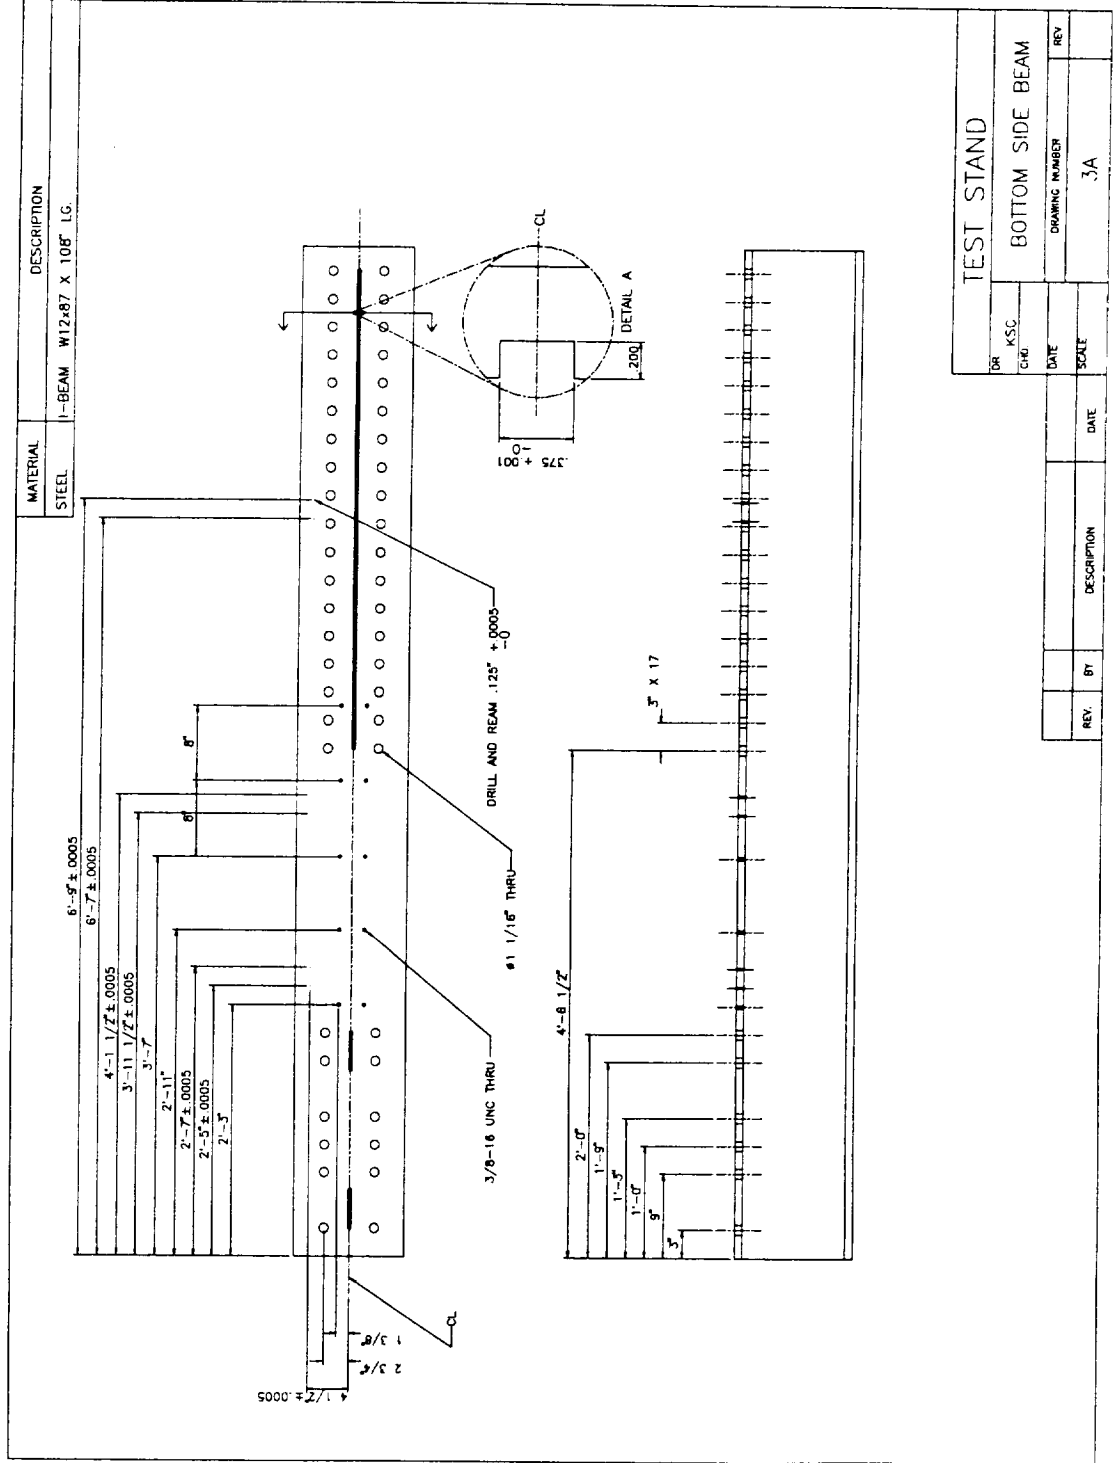 MATERIAL
DESCRIPTION
STEEL
I-BEAM W12x87 X 108" LG.
6'-9"±.0005
6'-7"±.0005
4'-1 1/2"±.0005
3'-11 1/2"±.0005
3'-7"
2'-11"
2'-7"±.0005
2'-5"±.0005
2'-3"
8"
8"
4 1/2"±.0005
2 3/4"
1 3/8"
CL
3/8-16 UNC THRU
ø1 1/16" THRU
DRILL AND REAM .125" +.0005
-0
.375 +.001
-0
.200
DETAIL A
CL
4'-6 1/2"
3" X 17
2'-0"
1'-9"
1'-3"
1'-0"
9"
3"
TEST STAND
DR
KSC
CHD
BOTTOM SIDE BEAM
DATE
DRAWING NUMBER
REV
SCALE
3A
REV.
BY
DESCRIPTION
DATE